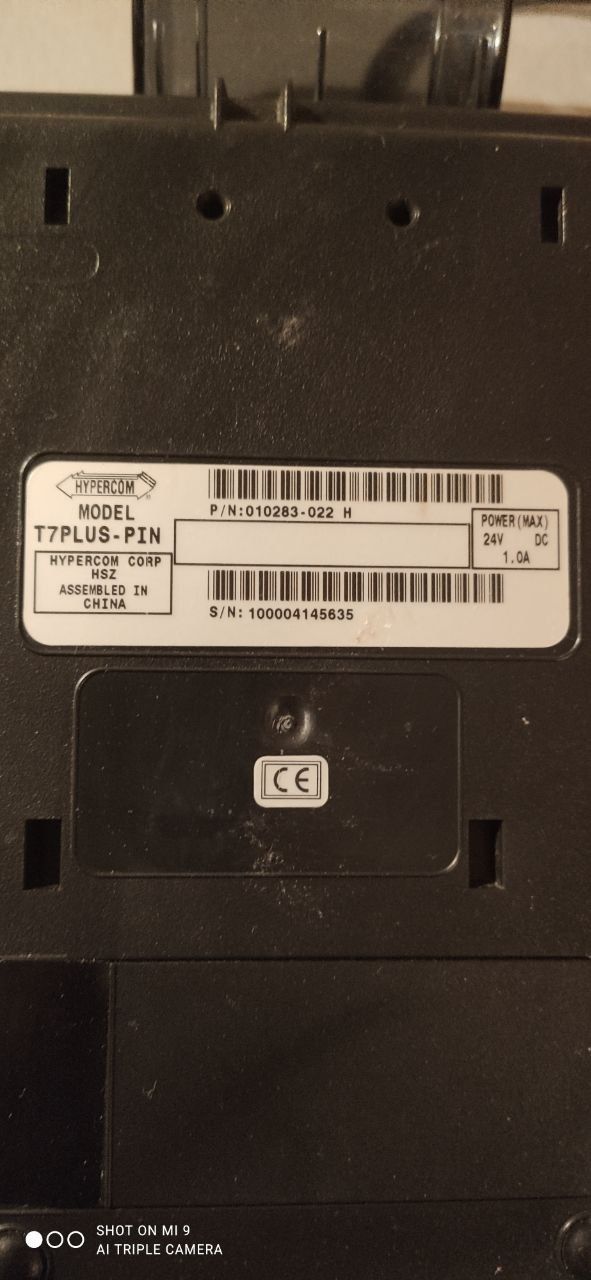 HYPERCOM
MODEL
T7PLUS-PIN
HYPERCOM CORP
HSZ
ASSEMBLED IN
CHINA
P/N:010283-022 H
S/N: 100004145635
POWER(MAX)
24V DC
1.0A
CE
SHOT ON MI 9
AI TRIPLE CAMERA